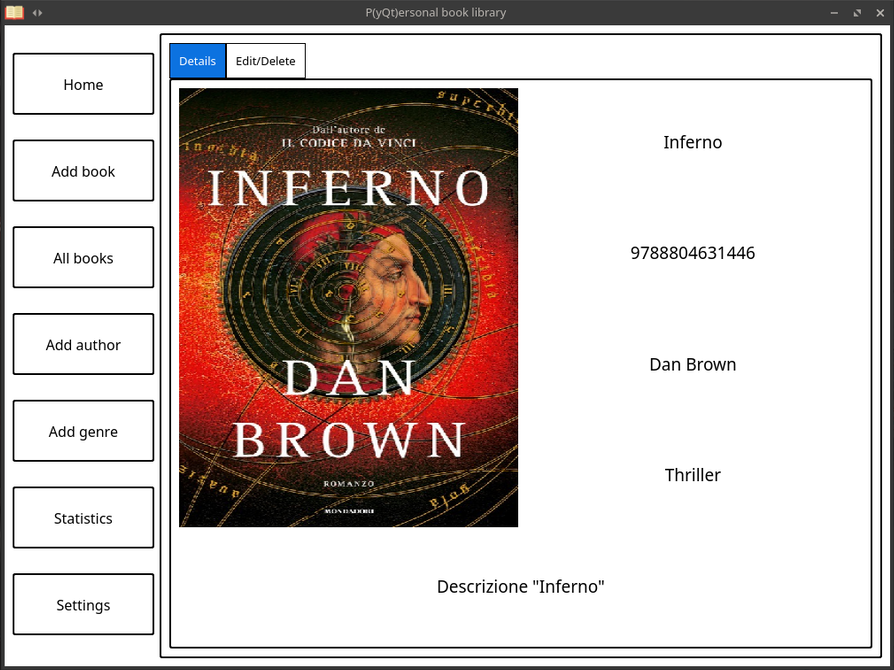 P(yQt)ersonal book library
Home
Add book
All books
Add author
Add genre
Statistics
Settings
Details
Edit/Delete
Dall'autore de
IL CODICE DA VINCI
INFERNO
DAN
BROWN
ROMANZO
MONDADORI
Inferno
9788804631446
Dan Brown
Thriller
Descrizione "Inferno"